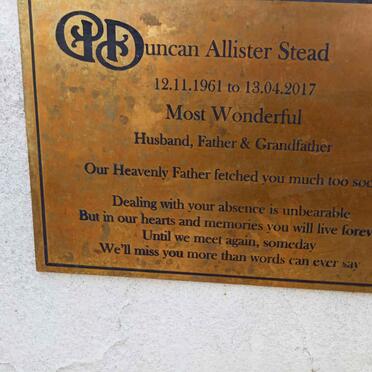 Duncan Allister Stead
12.11.1961 to 13.04.2017
Most Wonderful
Husband, Father & Grandfather
Our Heavenly Father fetched you much too soo
Dealing with your absence is unbearable
But in our hearts and memories you will live forev
Until we meet again, someday
We'll miss you more than words can ever say